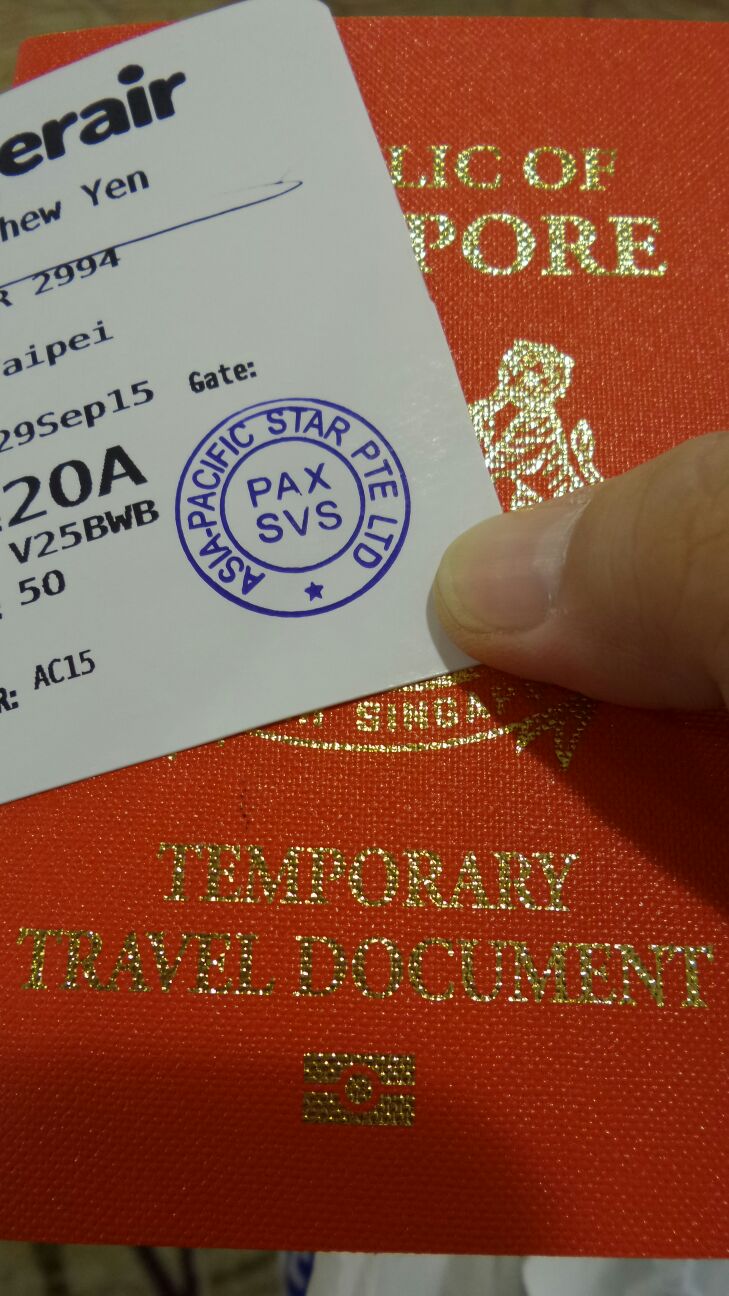 erair
hew Yen
R 2994
aipei
29Sep15 Gate:
20A
V25BWB
50
R: AC15
ASIA-PACIFIC STAR PTE LTD
PAX
SVS
LIC OF
PORE
SINGAP
TEMPORARY
TRAVEL DOCUMENT